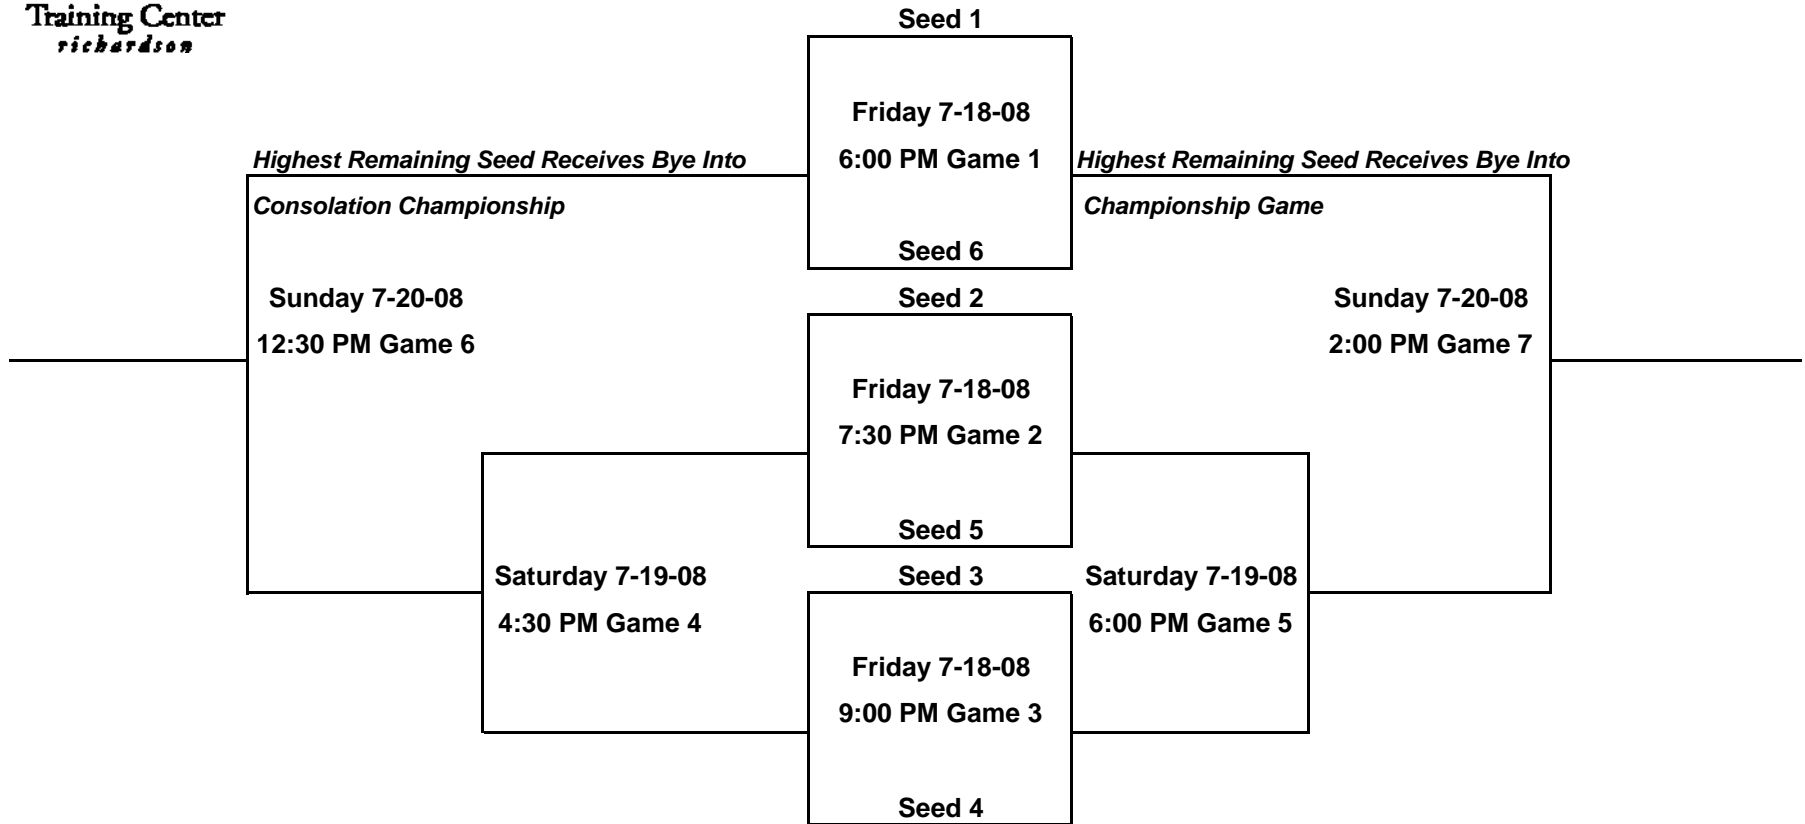 Training Center
richardson
Seed 1
Friday 7-18-08
Highest Remaining Seed Receives Bye Into
6:00 PM Game 1
Highest Remaining Seed Receives Bye Into
Consolation Championship
Championship Game
Seed 6
Sunday 7-20-08
Seed 2
Sunday 7-20-08
12:30 PM Game 6
2:00 PM Game 7
Friday 7-18-08
7:30 PM Game 2
Seed 5
Saturday 7-19-08
Seed 3
Saturday 7-19-08
4:30 PM Game 4
6:00 PM Game 5
Friday 7-18-08
9:00 PM Game 3
Seed 4